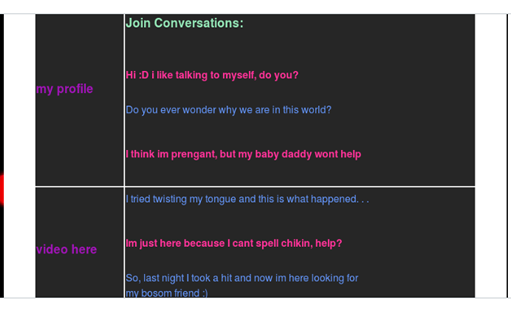 Join Conversations:
Hi :D i like talking to myself, do you?
my profile
Do you ever wonder why we are in this world?
I think im prengant, but my baby daddy wont help
I tried twisting my tongue and this is what happened. . .
Im just here because I cant spell chikin, help?
video here
So, last night I took a hit and now im here looking for
my bosom friend :)